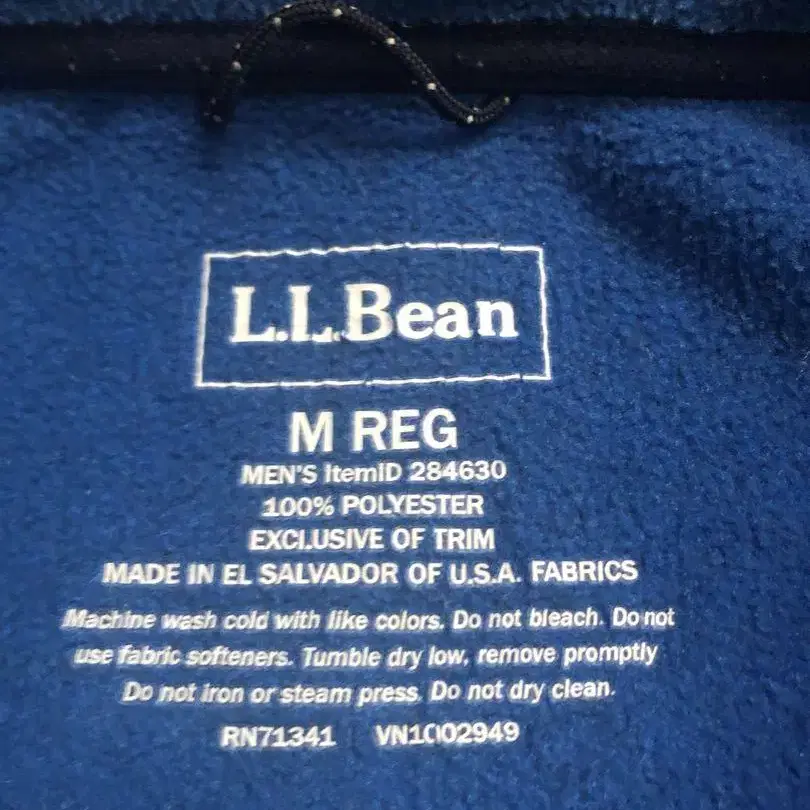 L.L.Bean
M REG
MEN'S ItemID 284630
100% POLYESTER
EXCLUSIVE OF TRIM
MADE IN EL SALVADOR OF U.S.A. FABRICS
Machine wash cold with like colors. Do not bleach. Do not
use fabric softeners. Tumble dry low, remove promptly
Do not iron or steam press. Do not dry clean.
RN71341 VN1002949